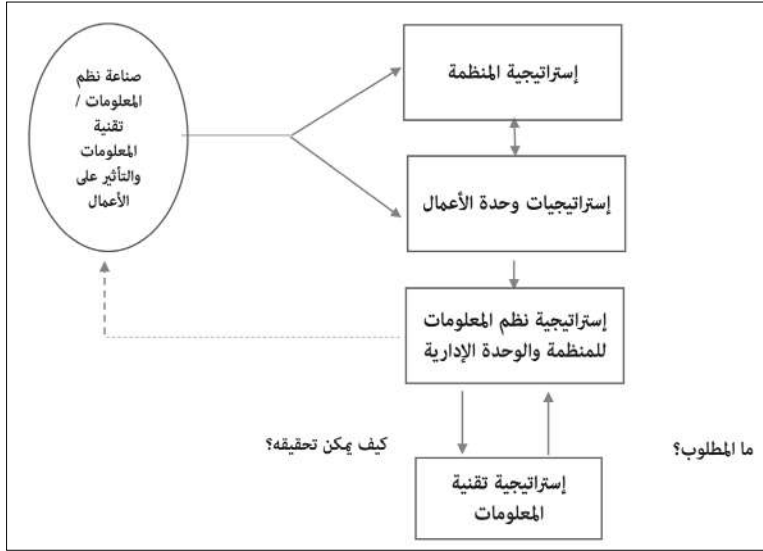 إستراتيجية المنظمة
صناعة نظم
المعلومات /
تقنية
المعلومات
والتأثير على
الأعمال
إستراتيجيات وحدة الأعمال
إستراتيجية نظم المعلومات
للمنظمة والوحدة الإدارية
ما المطلوب؟
كيف يمكن تحقيقه؟
إستراتيجية تقنية
المعلومات